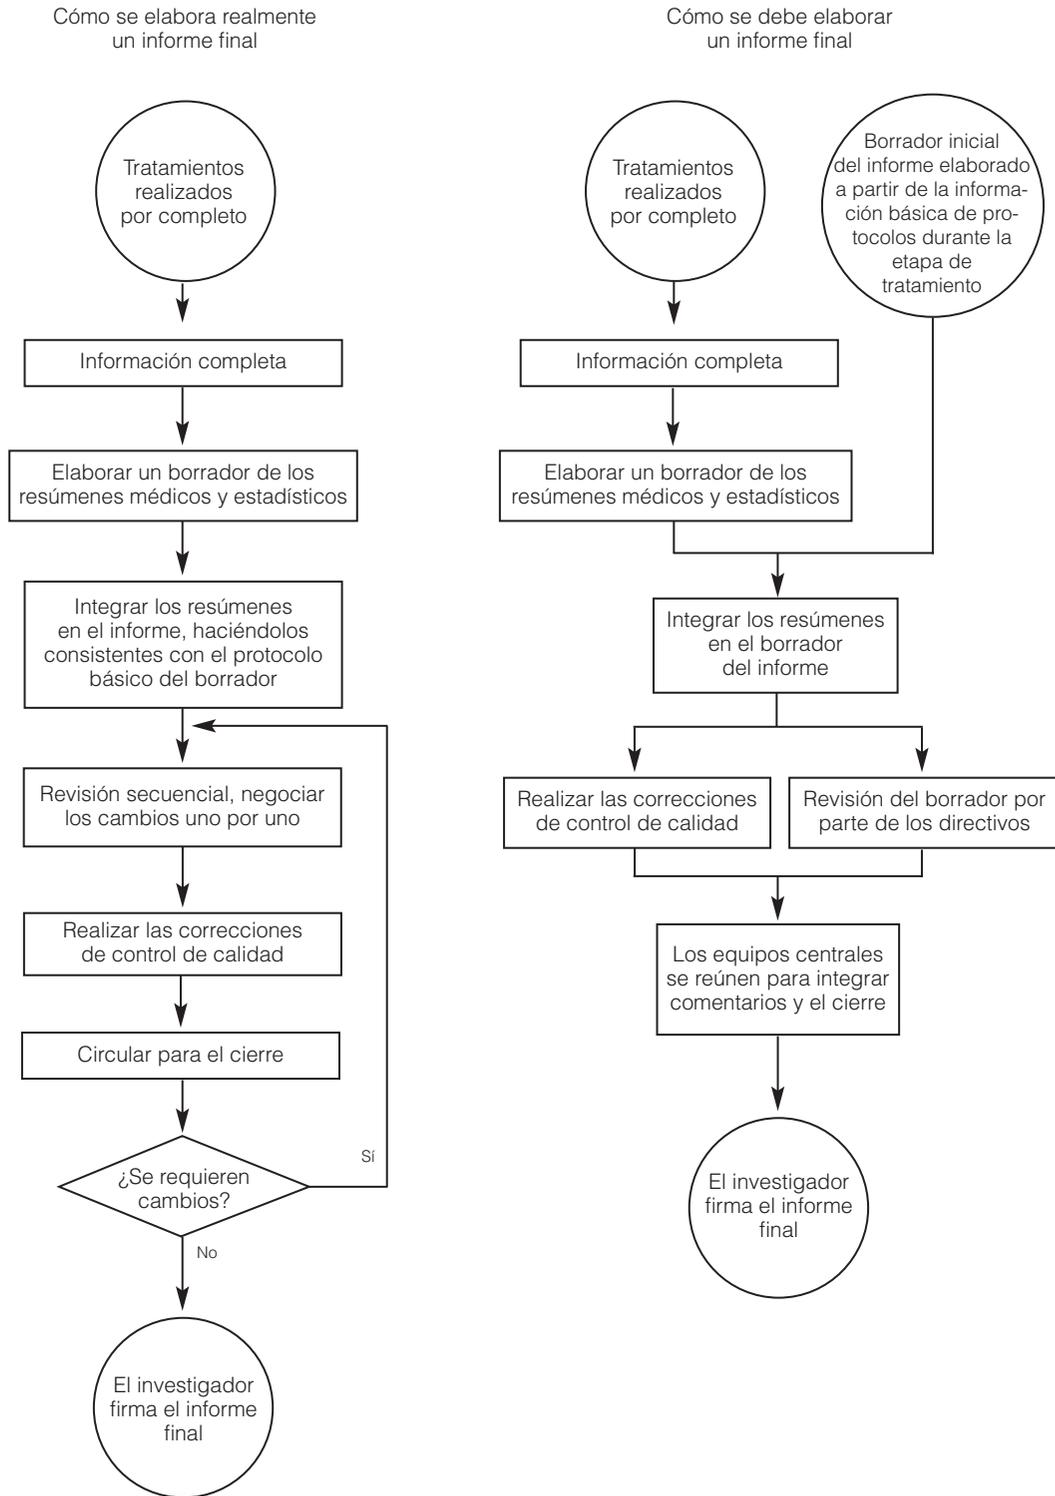 Cómo se elabora realmente
un informe final
Tratamientos
realizados
por completo
Información completa
Elaborar un borrador de los
resúmenes médicos y estadísticos
Integrar los resúmenes
en el informe, haciéndolos
consistentes con el protocolo
básico del borrador
Revisión secuencial, negociar
los cambios uno por uno
Realizar las correcciones
de control de calidad
Circular para el cierre
¿Se requieren
cambios?
Sí
No
El investigador
firma el informe
final
Cómo se debe elaborar
un informe final
Tratamientos
realizados
por completo
Borrador inicial
del informe elaborado
a partir de la informa-
ción básica de pro-
tocolos durante la
etapa de
tratamiento
Información completa
Elaborar un borrador de los
resúmenes médicos y estadísticos
Integrar los resúmenes
en el borrador
del informe
Realizar las correcciones
de control de calidad
Revisión del borrador por
parte de los directivos
Los equipos centrales
se reúnen para integrar
comentarios y el cierre
El investigador
firma el informe
final